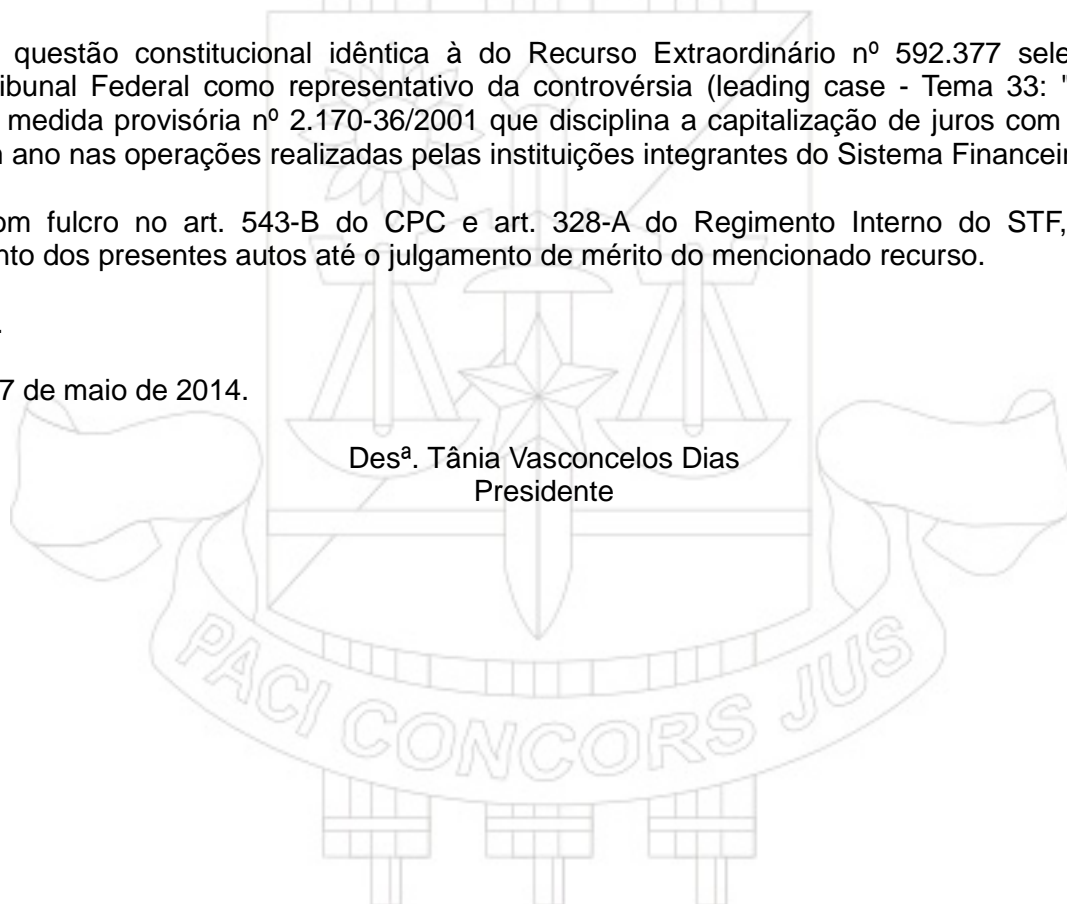 questão constitucional idêntica à do Recurso Extraordinário nº 592.377 sele
ribunal Federal como representativo da controvérsia (leading case - Tema 33: "
medida provisória nº 2.170-36/2001 que disciplina a capitalização de juros com
ano nas operações realizadas pelas instituições integrantes do Sistema Financeir
om fulcro no art. 543-B do CPC e art. 328-A do Regimento Interno do STF,
nto dos presentes autos até o julgamento de mérito do mencionado recurso.
.
7 de maio de 2014.
Desª. Tânia Vasconcelos Dias
Presidente
PACI CONCORS JUS